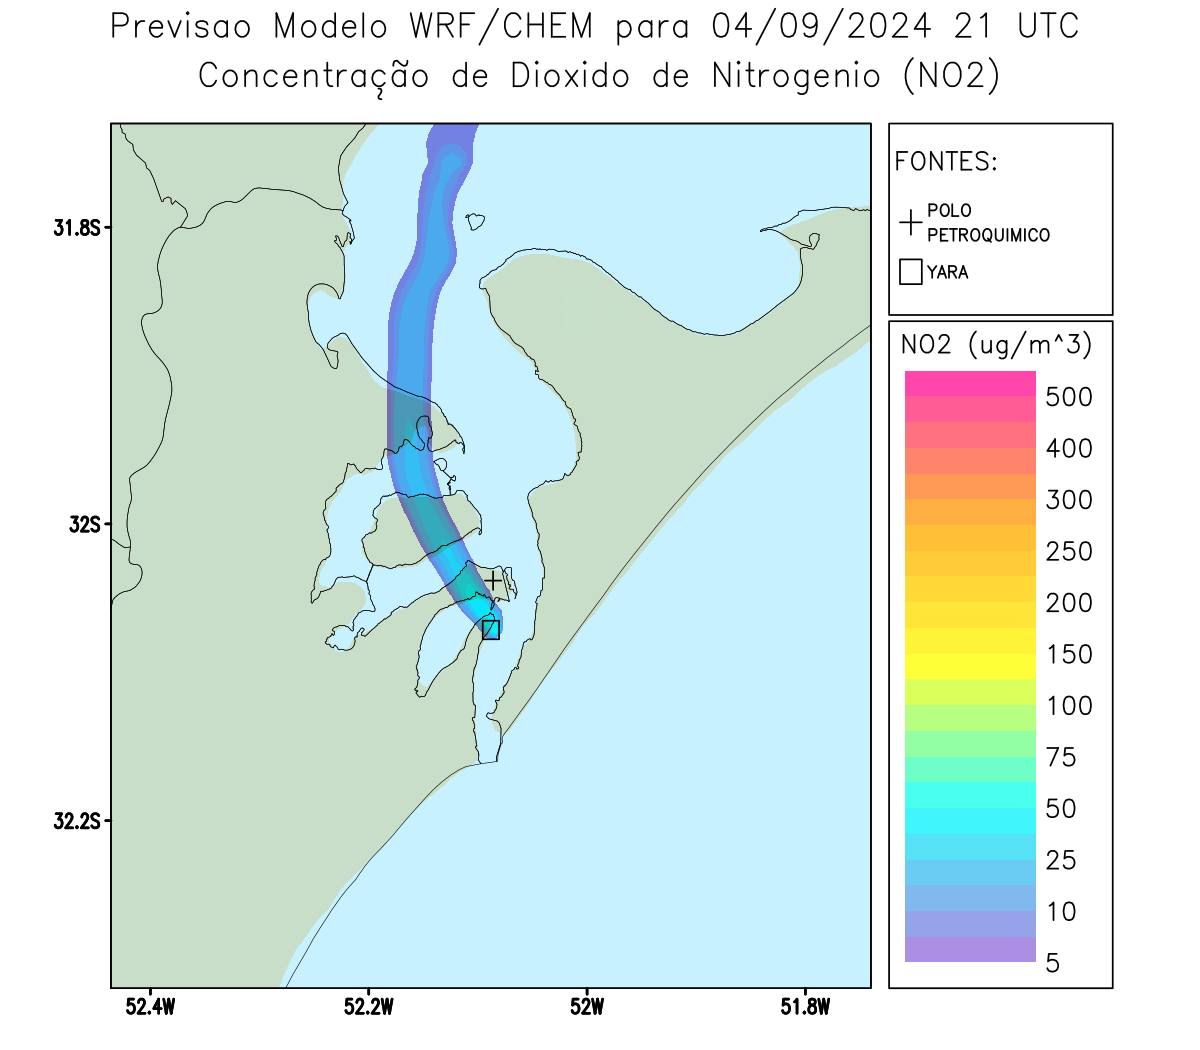 Previsao Modelo WRF/CHEM para 04/09/2024 21 UTC
Concentração de Dioxido de Nitrogenio (NO2)
FONTES:
POLO
PETROQUIMICO
YARA
NO2 (ug/m^3)
500
400
300
250
200
150
100
75
50
25
10
5
31.8S
32S
32.2S
52.4W
52.2W
52W
51.8W